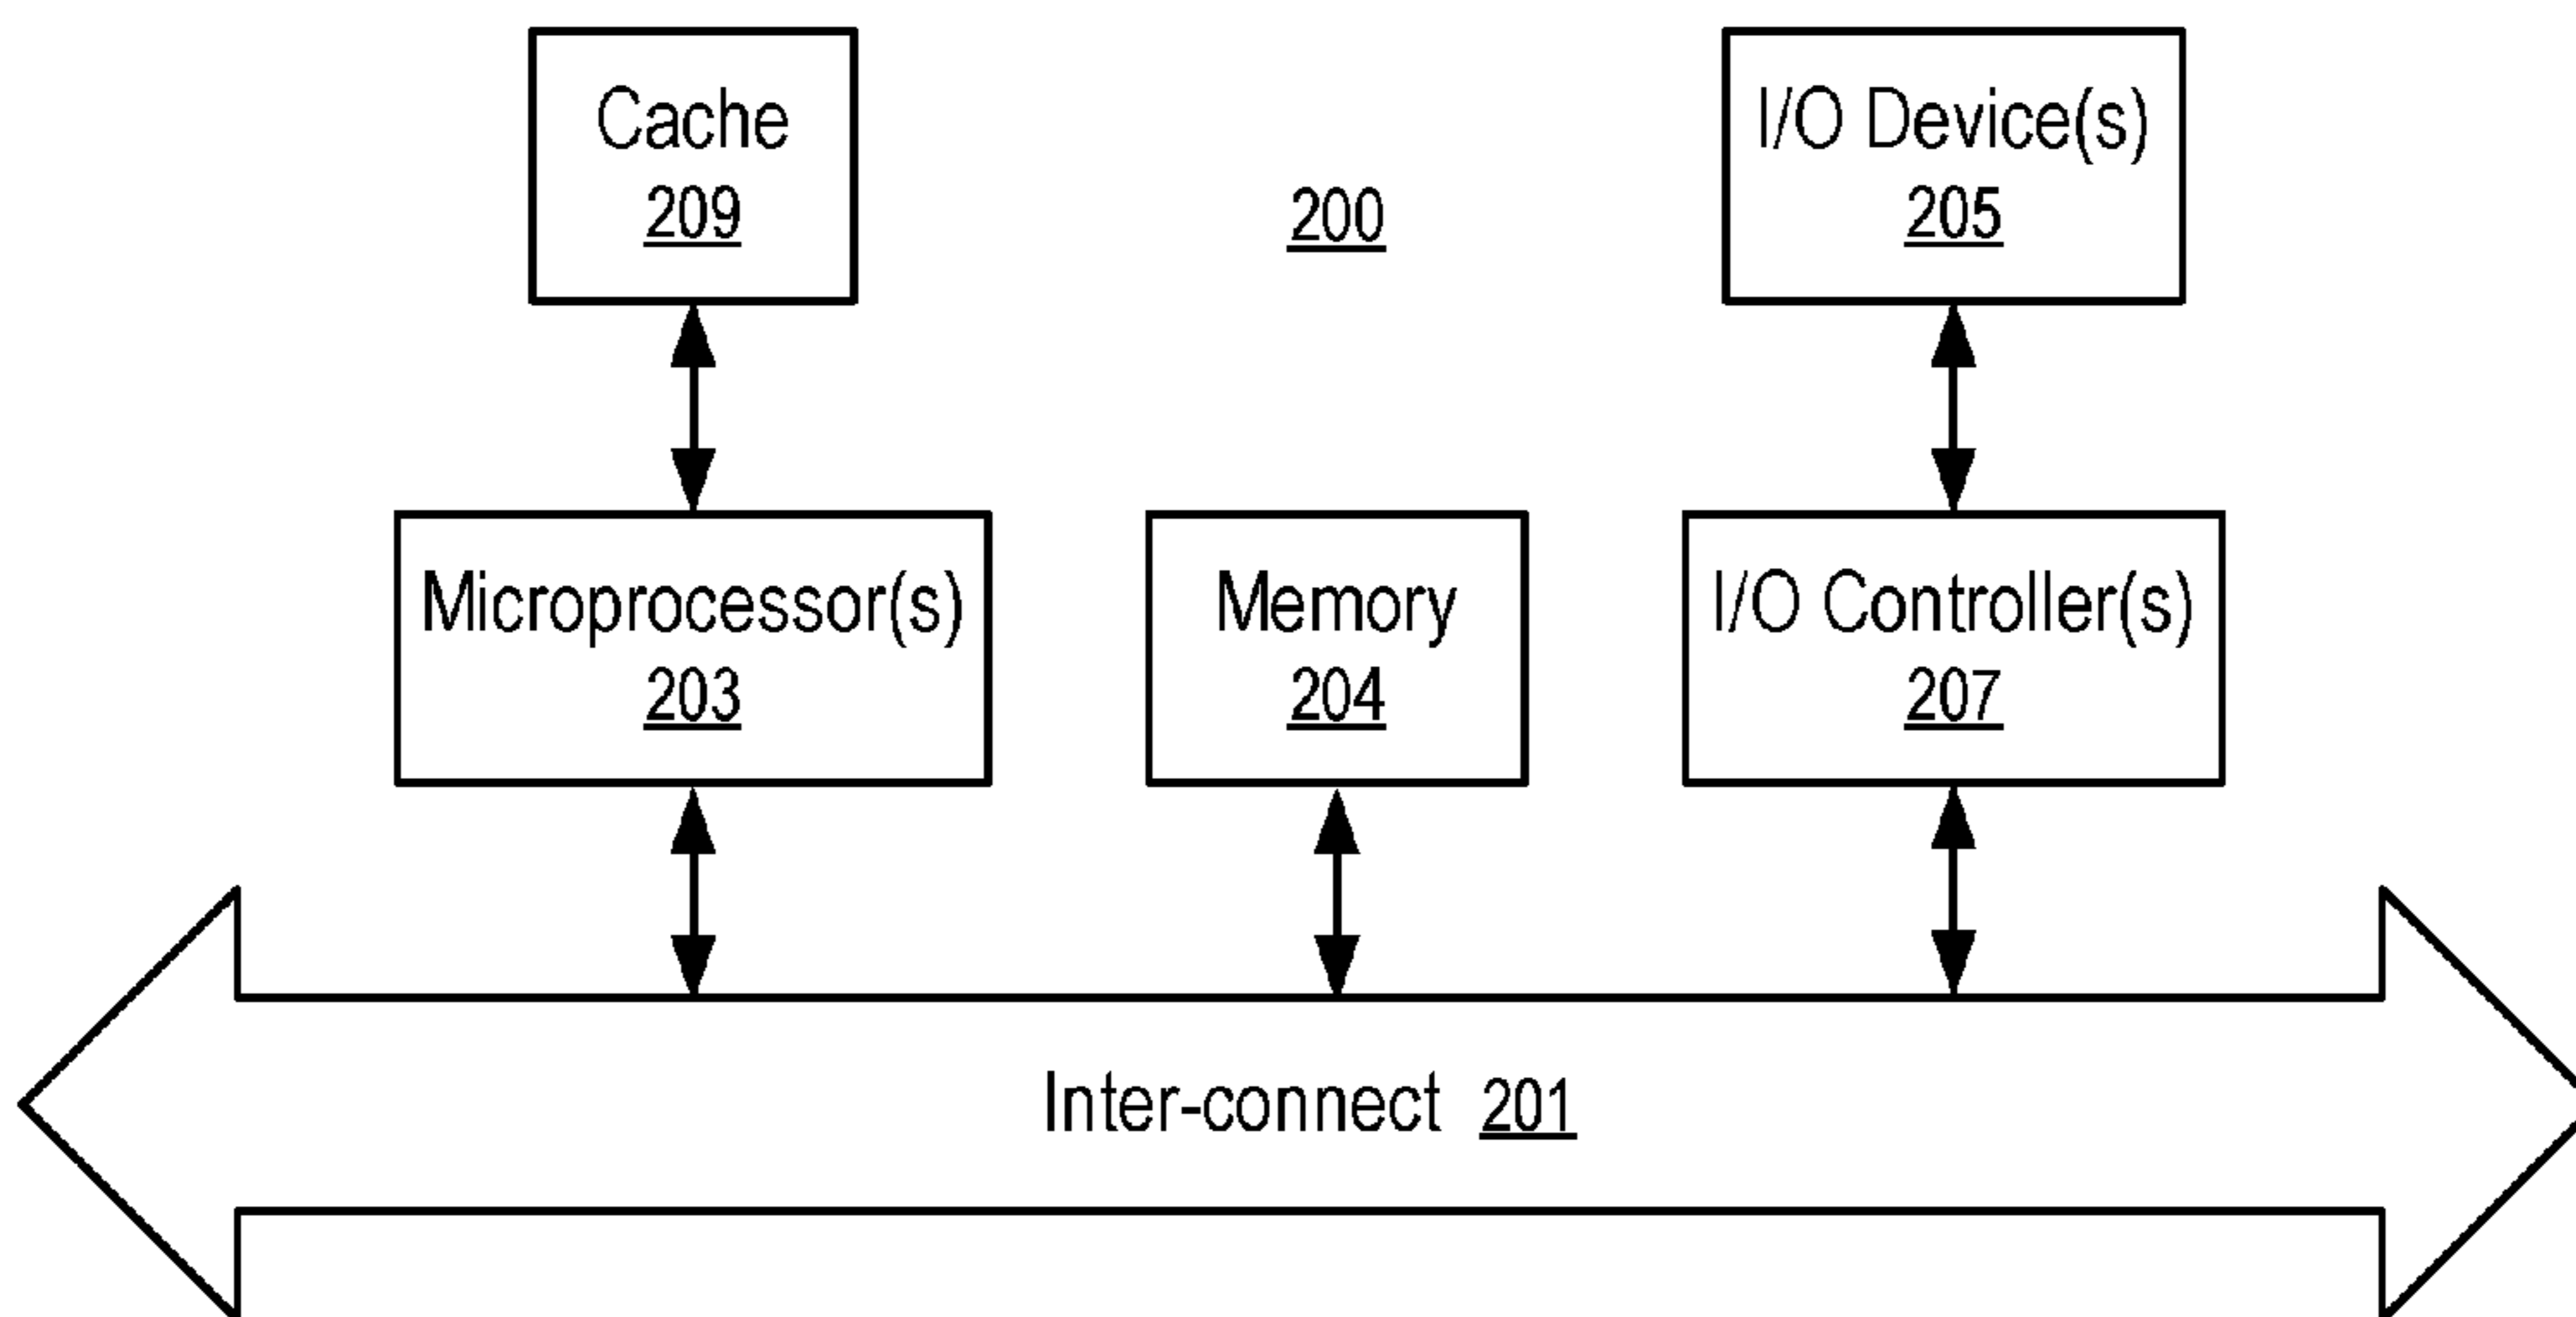 Cache
209
200
I/O Device(s)
205
Microprocessor(s)
203
Memory
204
I/O Controller(s)
207
Inter-connect 201